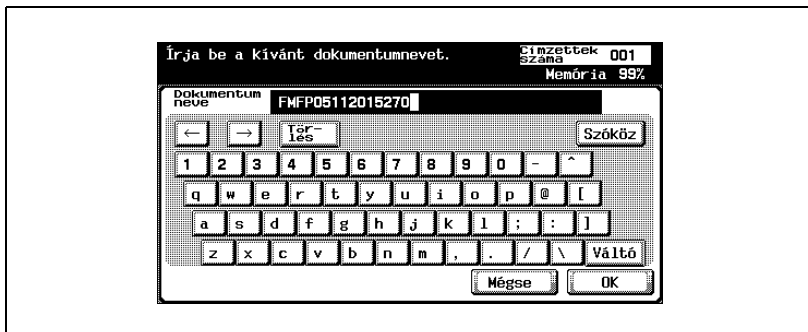 Írja be a kívánt dokumentumnevet.
Címzettek száma 001
Memória 99%
Dokumentum neve FMFP05112015270
← → Tör-lés Szóköz
1 2 3 4 5 6 7 8 9 0 - ^
q w e r t y u i o p @ [
a s d f g h j k l ; : ]
z x c v b n m , . / \ Váltó
Mégse OK